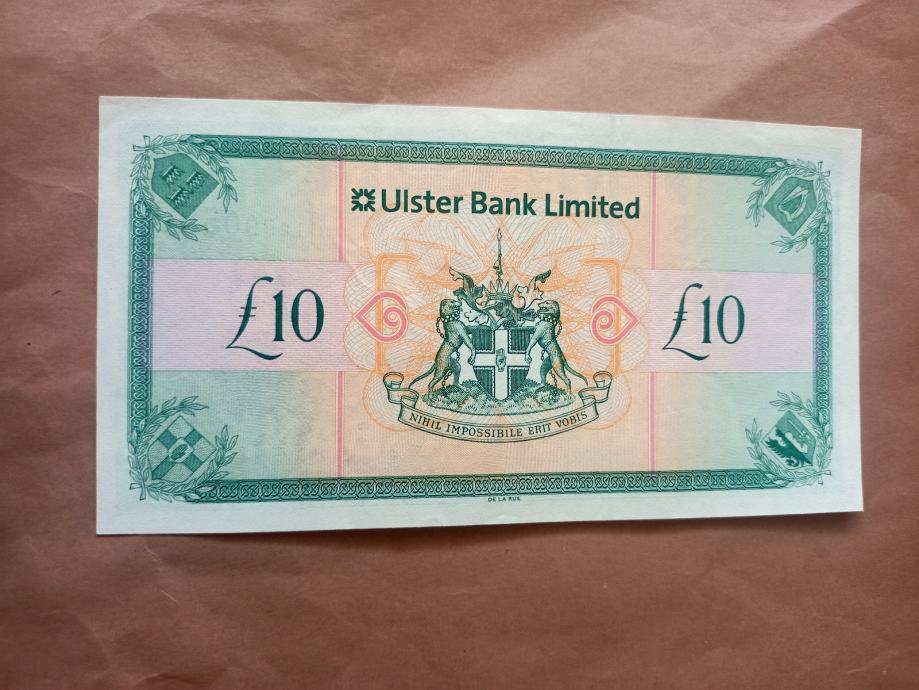 Ulster Bank Limited
£10
£10
NIHIL IMPOSSIBILE ERIT VOBIS
DE LA RUE